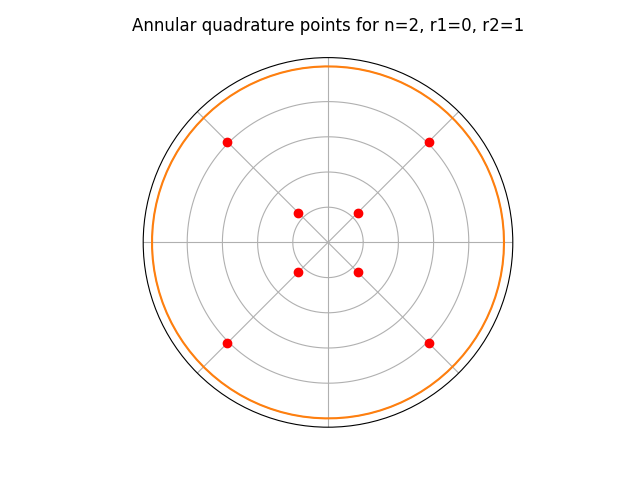 Annular quadrature points for n=2, r1=0, r2=1